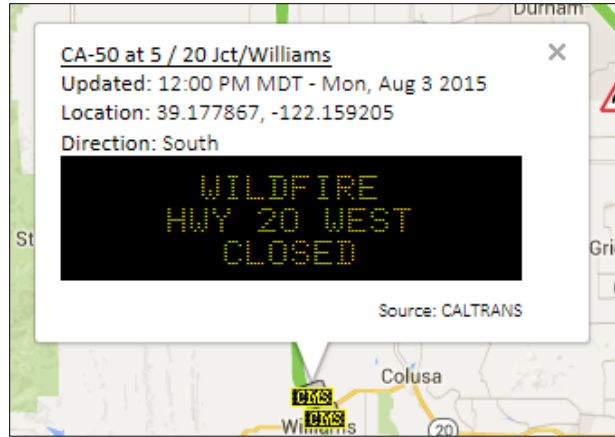 Durham
CA-50 at 5 / 20 Jct/Williams
Updated: 12:00 PM MDT - Mon, Aug 3 2015
Location: 39.177867, -122.159205
Direction: South
WILDFIRE
HWY 20 WEST
CLOSED
St
Gri
Source: CALTRANS
Colusa
CMS
CMS
20